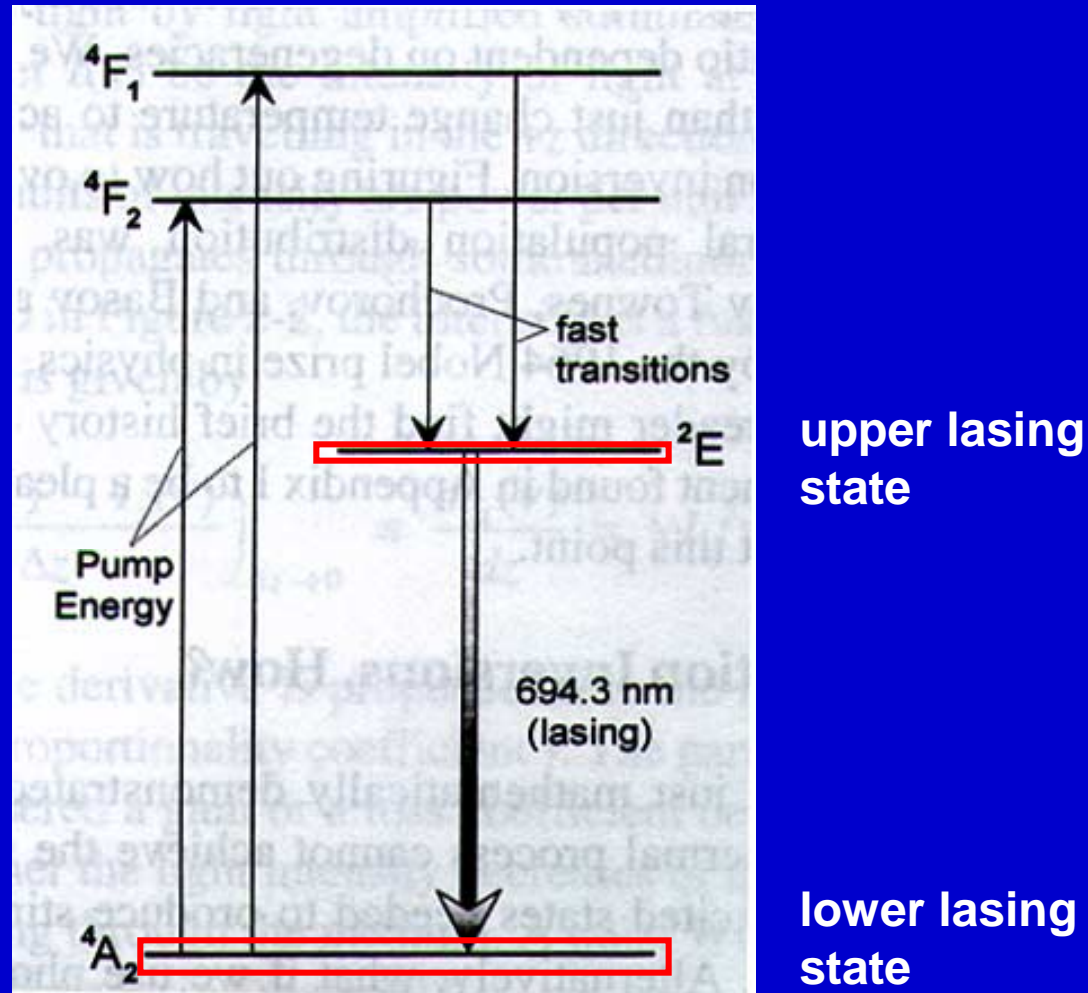 ⁴F₁
⁴F₂
fast
transitions
²E
upper lasing
state
Pump
Energy
694.3 nm
(lasing)
⁴A₂
lower lasing
state